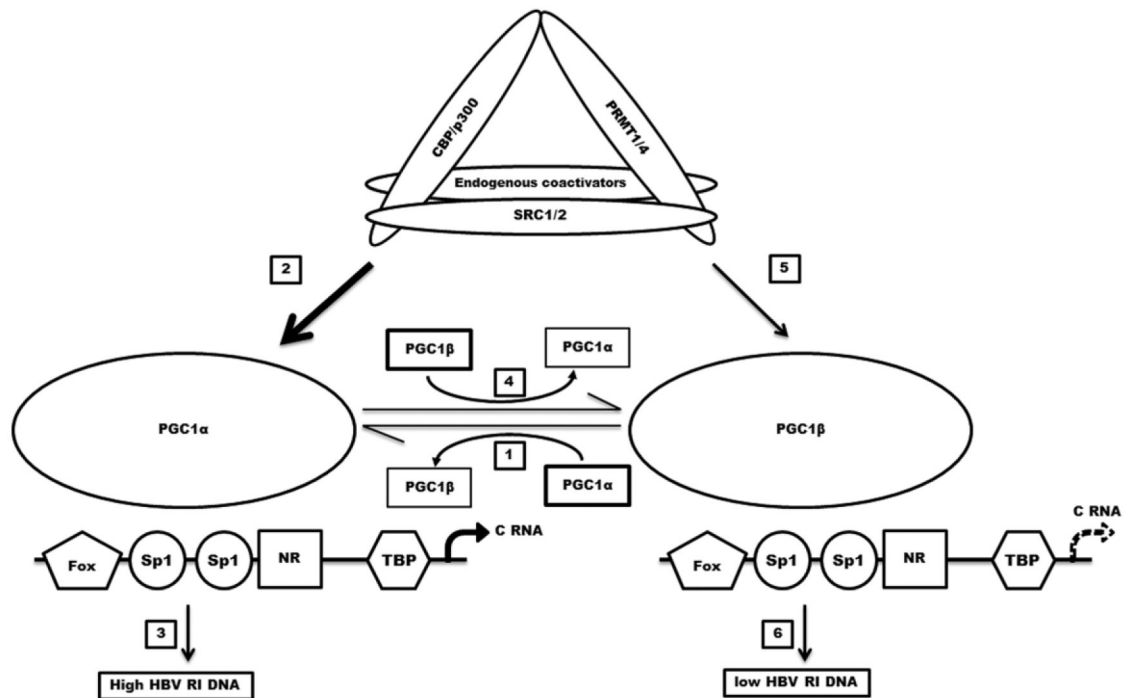 CBP/p300
PRMT1/4
Endogenous coactivators
SRC1/2
2
5
PGC1β
PGC1α
4
PGC1α
PGC1β
1
PGC1β
PGC1α
C RNA
C RNA
Fox
Sp1
Sp1
NR
TBP
Fox
Sp1
Sp1
NR
TBP
3
6
High HBV RI DNA
low HBV RI DNA